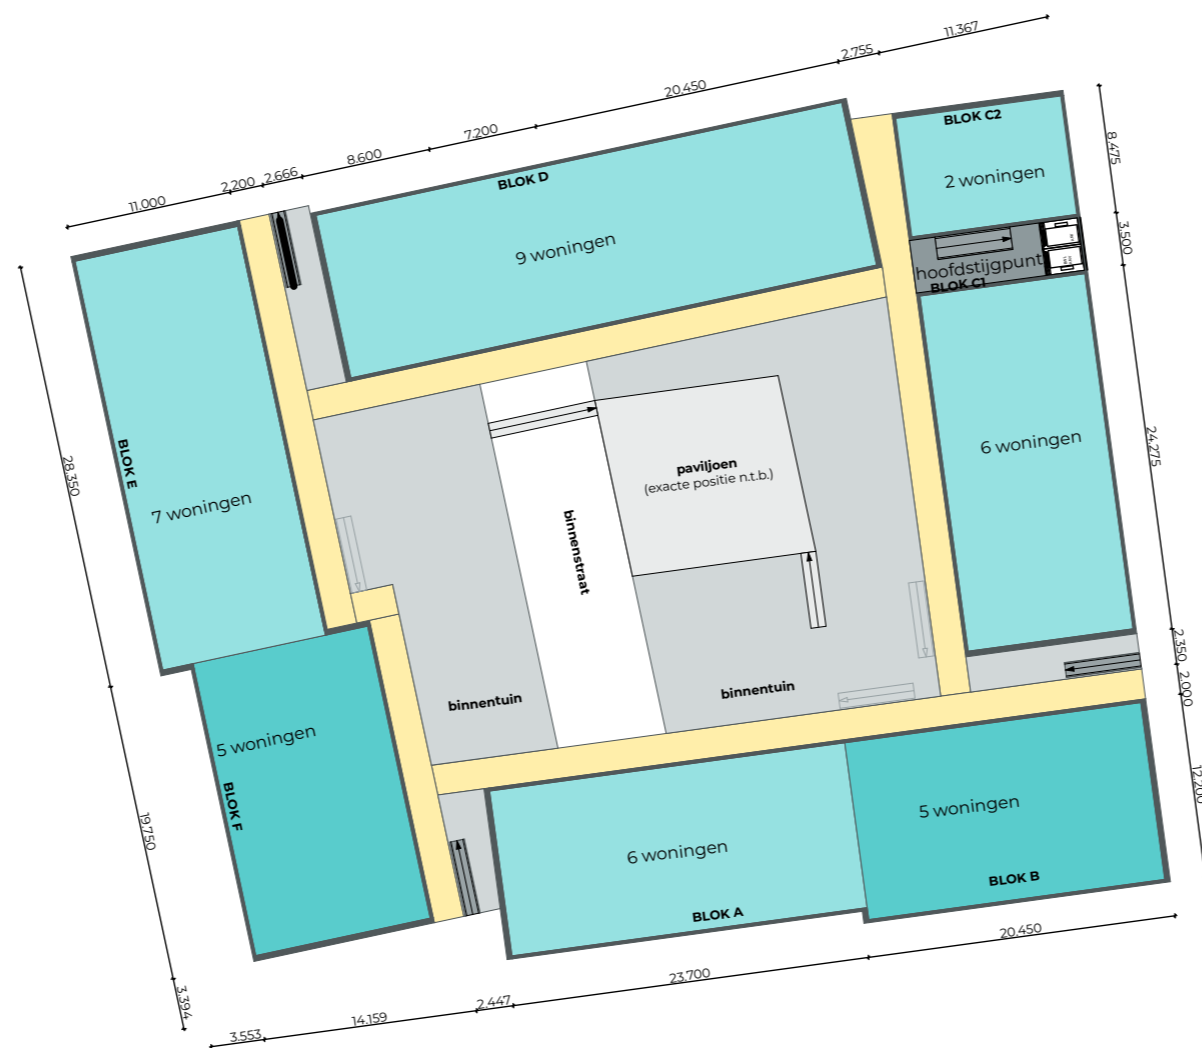 11.367
2.755
20.450
7.200
8.600
2.666
2.200
11.000
8.475
3.500
24.275
2.350
2.000
12.200
28.350
19.750
3.394
3.553
14.159
2.447
23.700
20.450
BLOK C2
2 woningen
hoofdstijgpunt
BLOK C1
6 woningen
BLOK D
9 woningen
BLOK E
7 woningen
paviljoen
(exacte positie n.t.b.)
binnenstraat
binnentuin
binnentuin
5 woningen
BLOK F
6 woningen
BLOK A
5 woningen
BLOK B